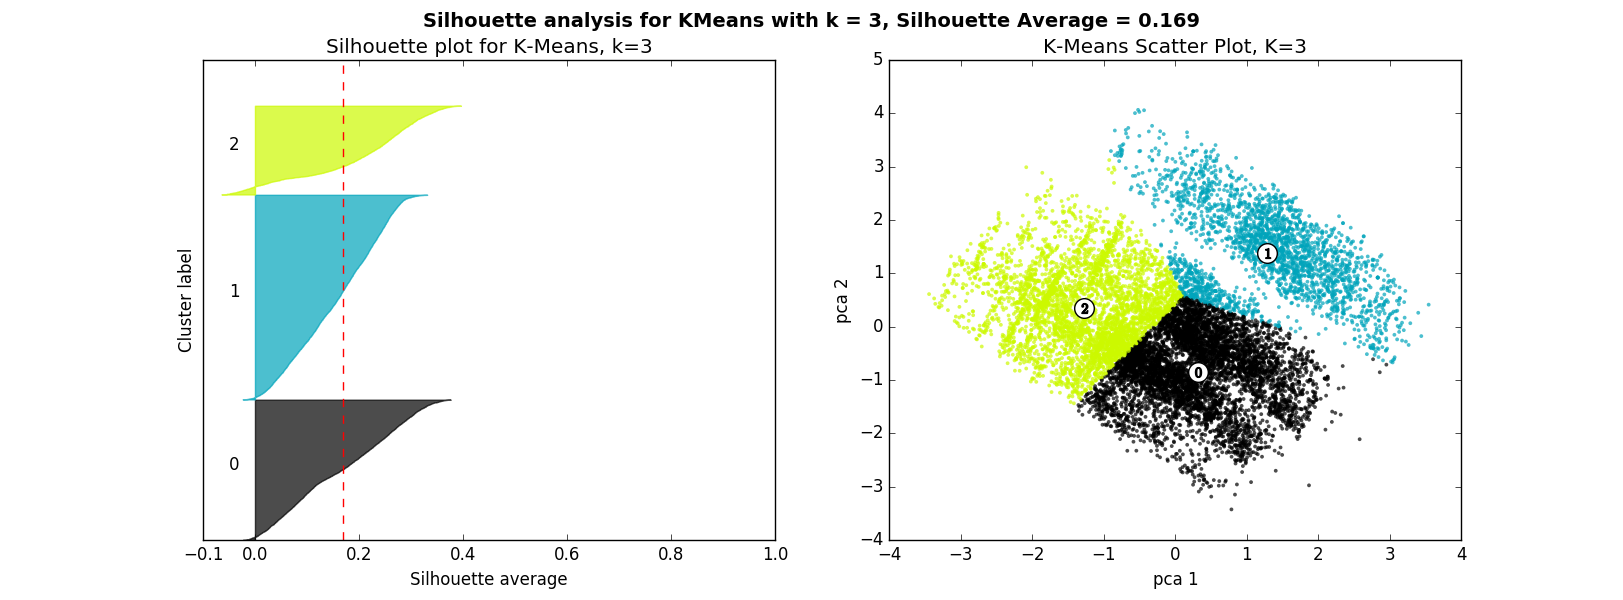 Silhouette analysis for KMeans with k = 3, Silhouette Average = 0.169
Silhouette plot for K-Means, k=3
2
1
0
Cluster label
−0.1 0.0 0.2 0.4 0.6 0.8 1.0
Silhouette average
K-Means Scatter Plot, K=3
5
4
3
2
1
0
−1
−2
−3
−4
pca 2
1
2
0
−4 −3 −2 −1 0 1 2 3 4
pca 1